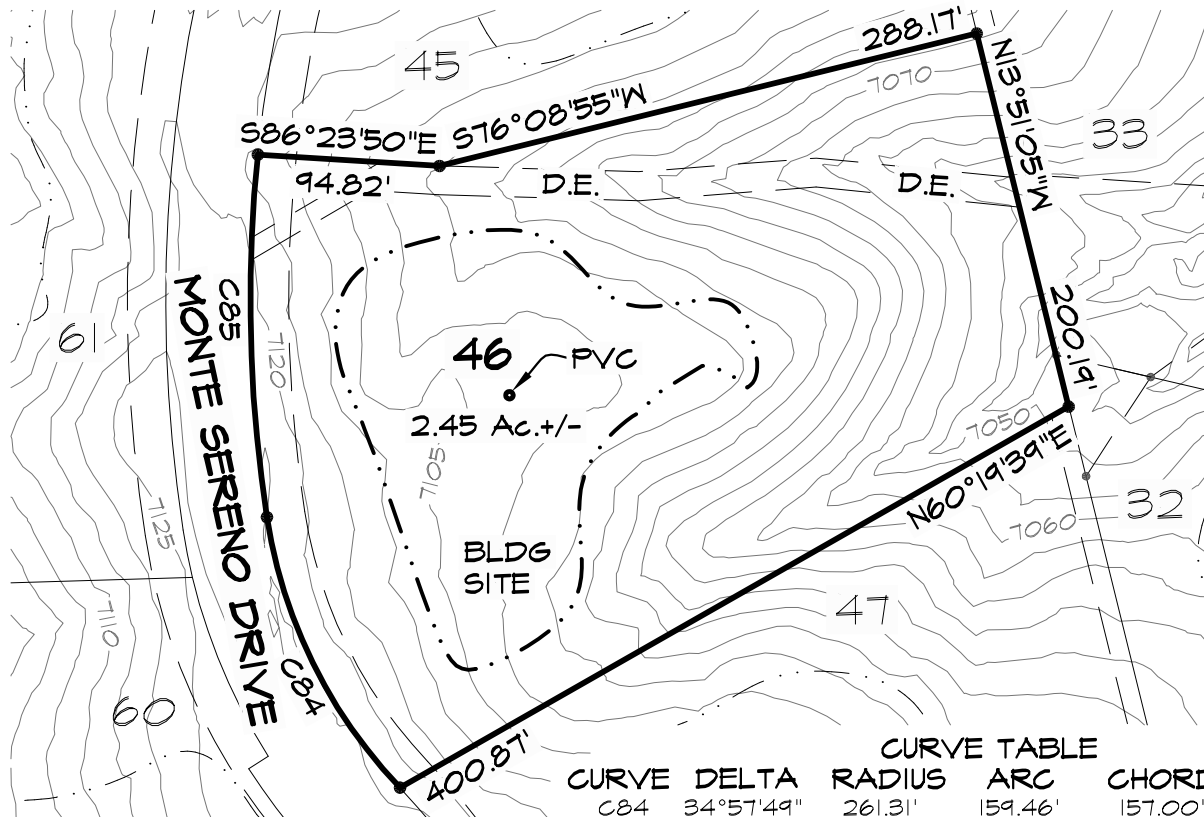 288.17'
45
7070
N13°51'05"W
S86°23'50"E
S76°08'55"W
33
94.82'
D.E.
D.E.
C85
MONTE SERENO DRIVE
61
7120
200.19'
46
PVC
2.45 Ac.+/-
7050
N60°19'39"E
7105
7125
7060
32
BLDG
SITE
47
7110
C84
60
400.87'
CURVE TABLE
CURVE DELTA RADIUS ARC CHORD
C84 34°57'49" 261.31' 159.46' 157.00'